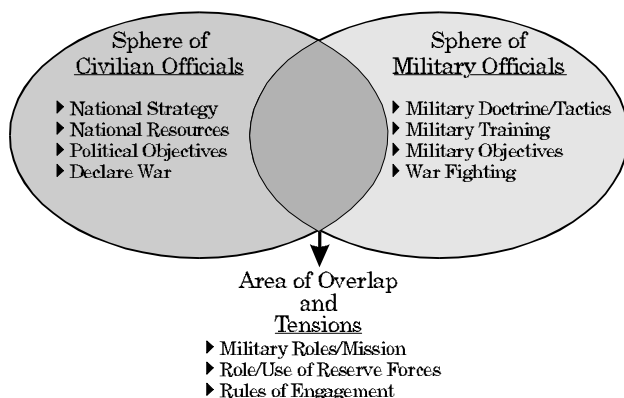 Sphere of
Civilian Officials
National Strategy
National Resources
Political Objectives
Declare War
Sphere of
Military Officials
Military Doctrine/Tactics
Military Training
Military Objectives
War Fighting
Area of Overlap
and
Tensions
Military Roles/Mission
Role/Use of Reserve Forces
Rules of Engagement